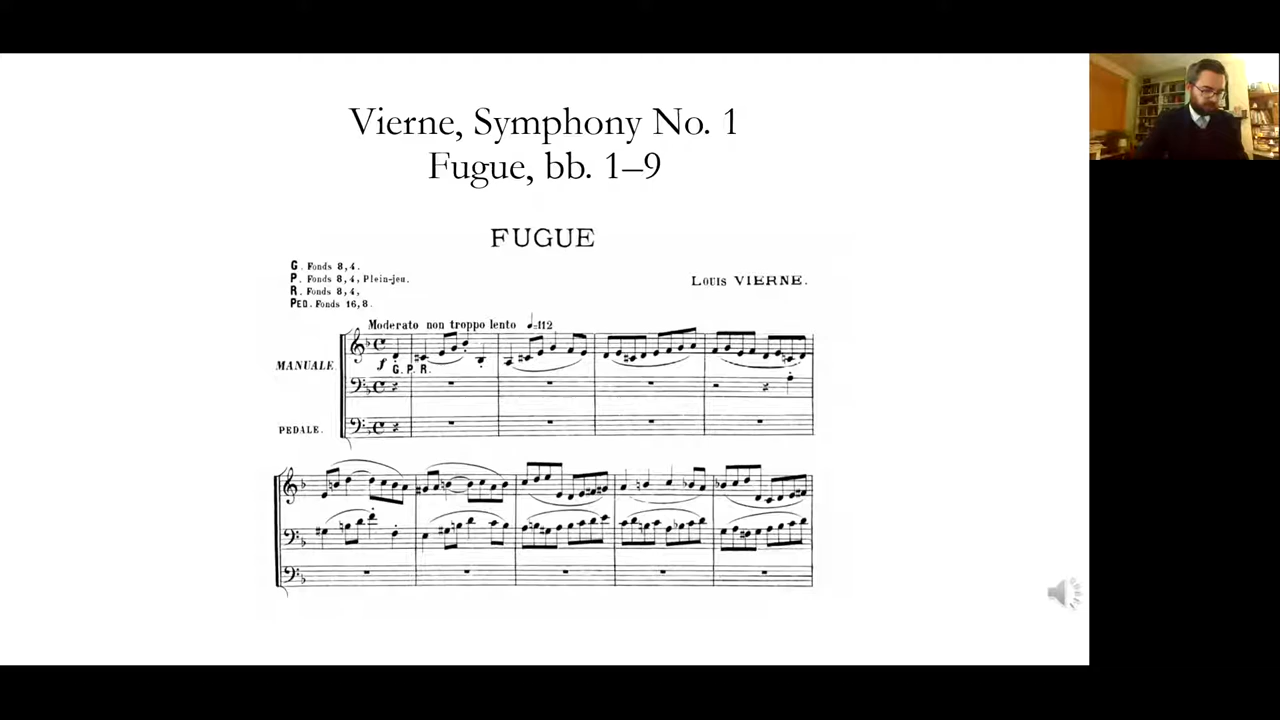 Vierne, Symphony No. 1
Fugue, bb. 1–9
FUGUE
G. Fonds 8, 4.
P. Fonds 8, 4, Plein-jeu.
R. Fonds 8, 4,
PED. Fonds 16, 8.
LOUIS VIERNE.
Moderato non troppo lento ♩=112
MANUALE.
f G. P. R.
PEDALE.